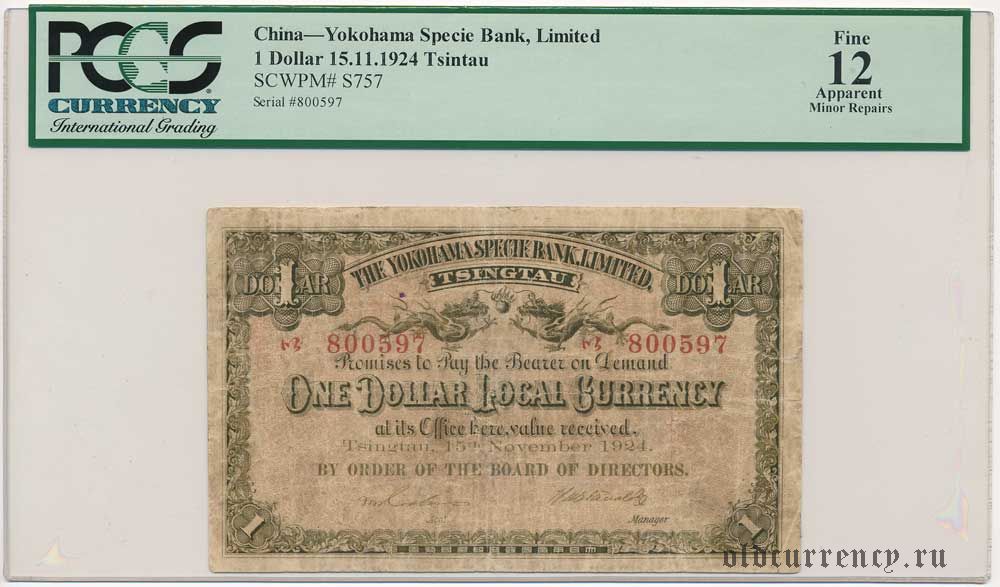 PCGS
CURRENCY
International Grading
China—Yokohama Specie Bank, Limited
1 Dollar 15.11.1924 Tsintau
SCWPM# S757
Serial #800597
Fine
12
Apparent
Minor Repairs
THE YOKOHAMA SPECIE BANK, LIMITED.
TSINGTAU
DOLLAR 1
DOLLAR 1
800597
800597
Promises to Pay the Bearer on Demand
ONE DOLLAR LOCAL CURRENCY
at its Office here, value received.
Tsingtau, 15th November 1924.
BY ORDER OF THE BOARD OF DIRECTORS.
Acct
Manager
1
1
oldcurrency.ru